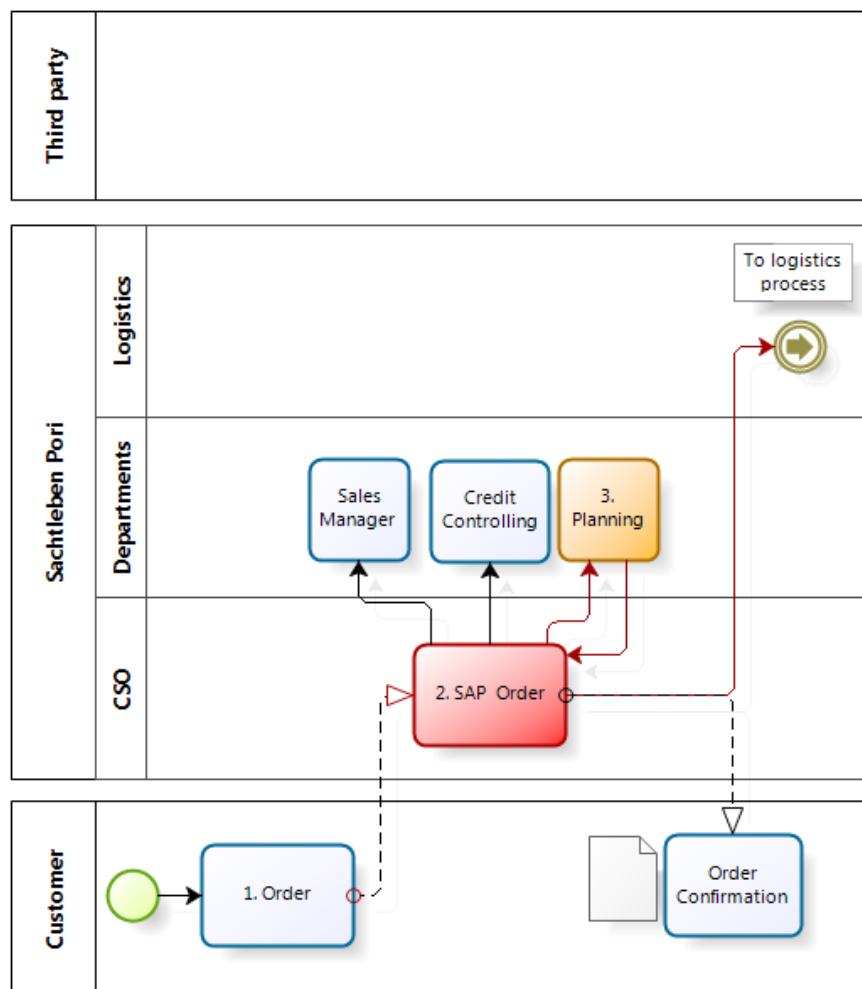 Third party
Sachtleben Pori
Logistics
To logistics
process
Departments
Sales
Manager
Credit
Controlling
3.
Planning
CSO
2. SAP  Order
Customer
1. Order
Order
Confirmation